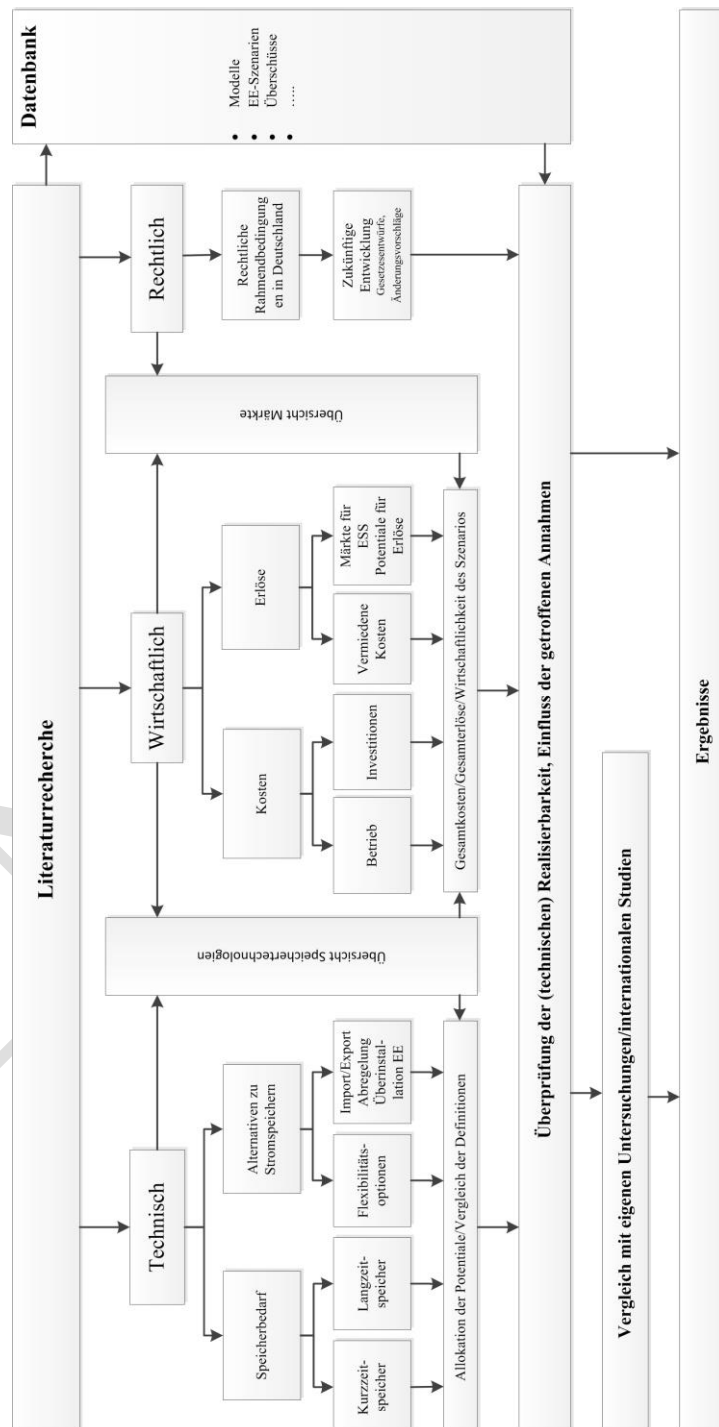 Literaturrecherche
Datenbank
• Modelle
• EE-Szenarien
• Überschüsse
• …..
Technisch
Wirtschaftlich
Rechtlich
Speicherbedarf
Alternativen zu
Stromspeichern
Übersicht Speichertechnologien
Kosten
Erlöse
Übersicht Märkte
Rechtliche
Rahmendbedingung
en in Deutschland
Kurzzeit-
speicher
Langzeit-
speicher
Flexibilitäts-
optionen
Import/Export
Abregelung
Überinstal-
lation EE
Betrieb
Investitionen
Vermiedene
Kosten
Märkte für
ESS
Potentiale für
Erlöse
Zukünftige
Entwicklung
Gesetzesentwürfe,
Änderungsvorschläge
Allokation der Potentiale/Vergleich der Definitionen
Gesamtkosten/Gesamterlöse/Wirtschaftlichkeit des Szenarios
Überprüfung der (technischen) Realisierbarkeit, Einfluss der getroffenen Annahmen
Vergleich mit eigenen Untersuchungen/internationalen Studien
Ergebnisse